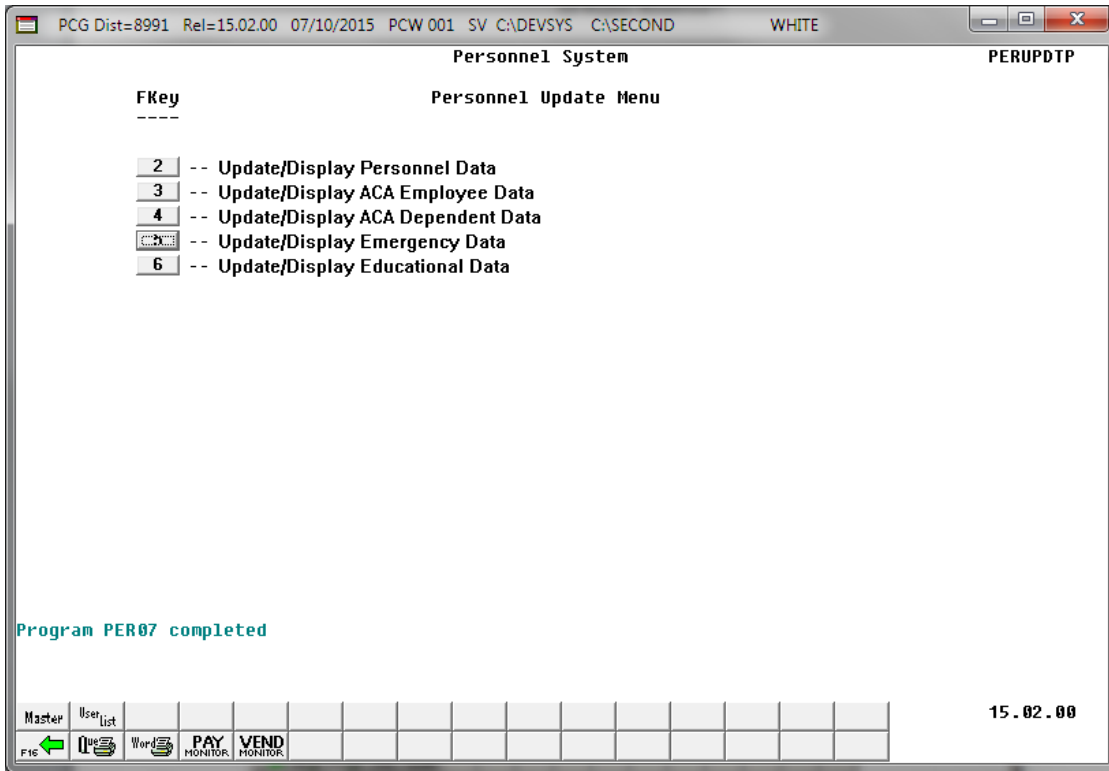 PCG Dist=8991 Rel=15.02.00 07/10/2015 PCW 001 SV C:\DEVSYS C:\SECOND WHITE
Personnel System PERUPDTP
FKey Personnel Update Menu
----
2 -- Update/Display Personnel Data
3 -- Update/Display ACA Employee Data
4 -- Update/Display ACA Dependent Data
5 -- Update/Display Emergency Data
6 -- Update/Display Educational Data
Program PER07 completed
Master User List 15.02.00
F16 Que Word PAY MONITOR VEND MONITOR